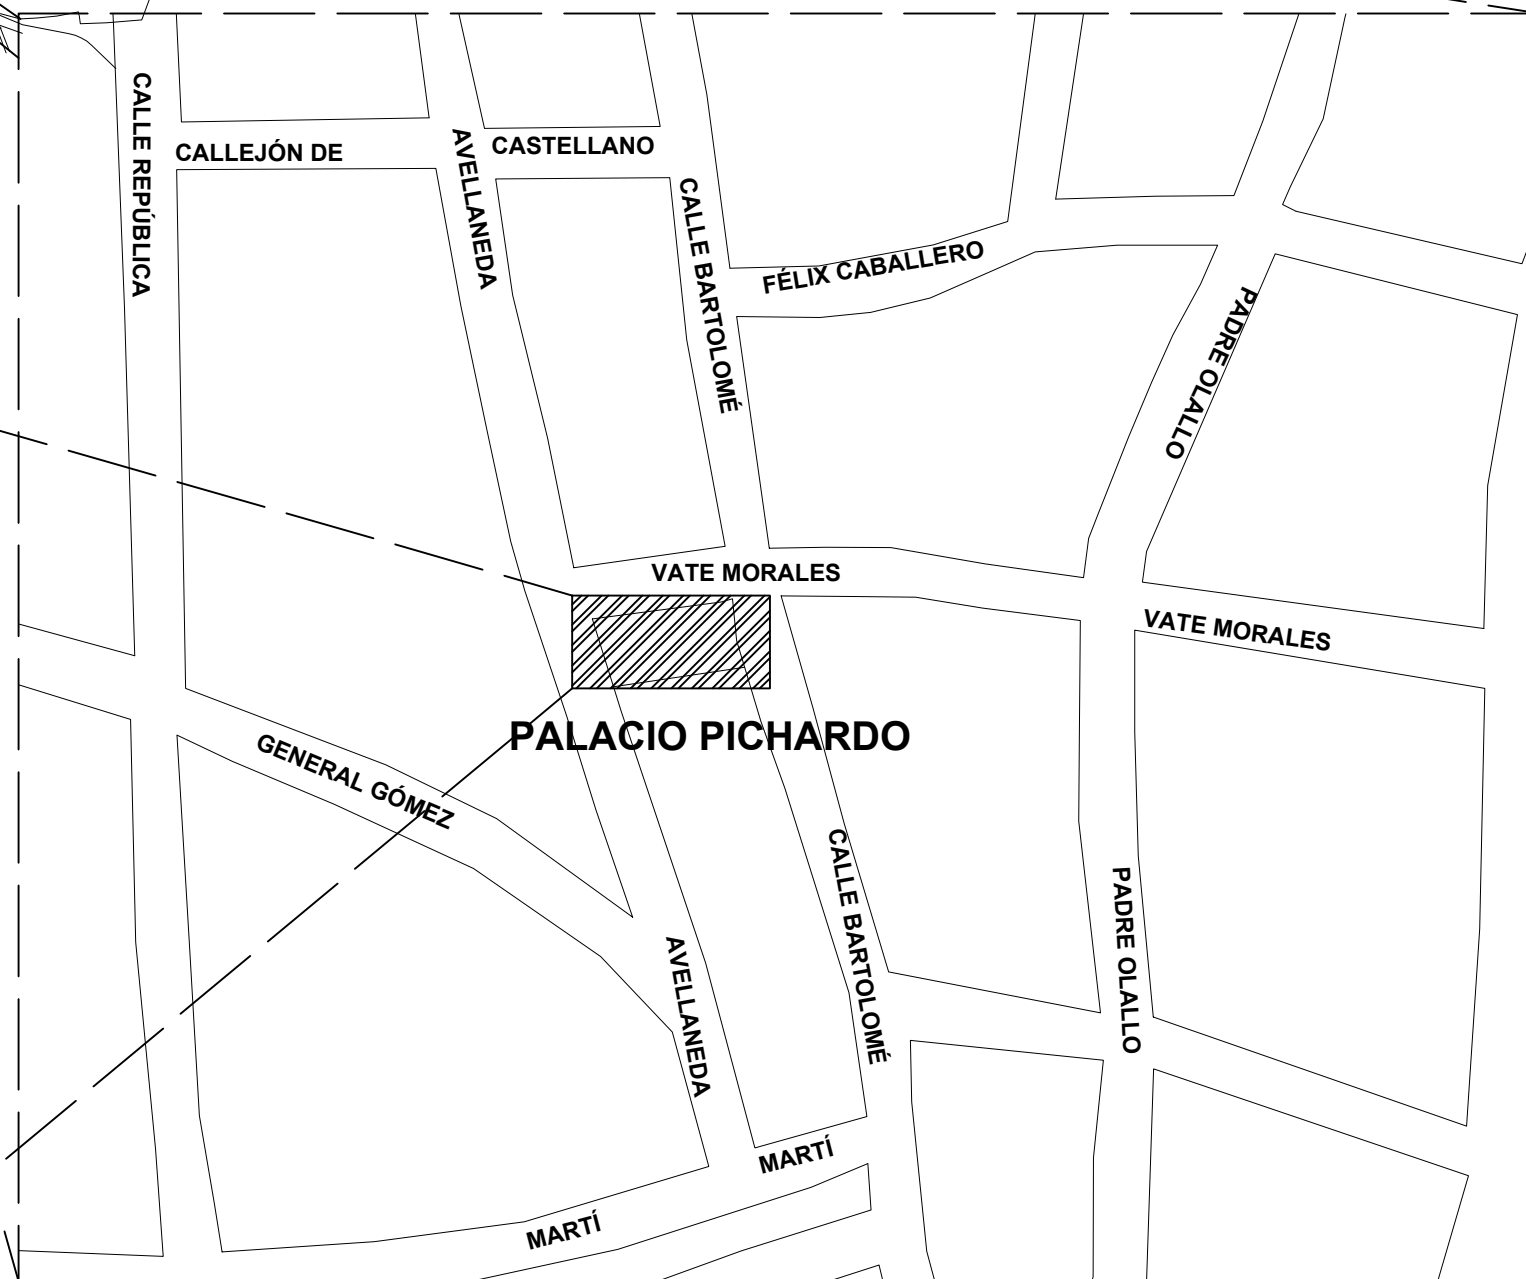 CALLE REPÚBLICA
CALLEJÓN DE
AVELLANEDA
CASTELLANO
CALLE BARTOLOMÉ
FÉLIX CABALLERO
PADRE OLALLO
VATE MORALES
VATE MORALES
PALACIO PICHARDO
GENERAL GÓMEZ
CALLE BARTOLOMÉ
PADRE OLALLO
AVELLANEDA
MARTÍ
MARTÍ